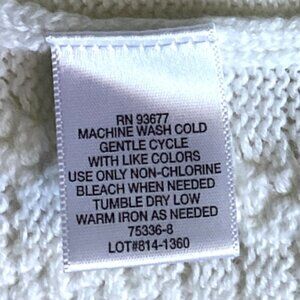 RN 93677
MACHINE WASH COLD
GENTLE CYCLE
WITH LIKE COLORS
USE ONLY NON-CHLORINE
BLEACH WHEN NEEDED
TUMBLE DRY LOW
WARM IRON AS NEEDED
75336-8
LOT#814-1360